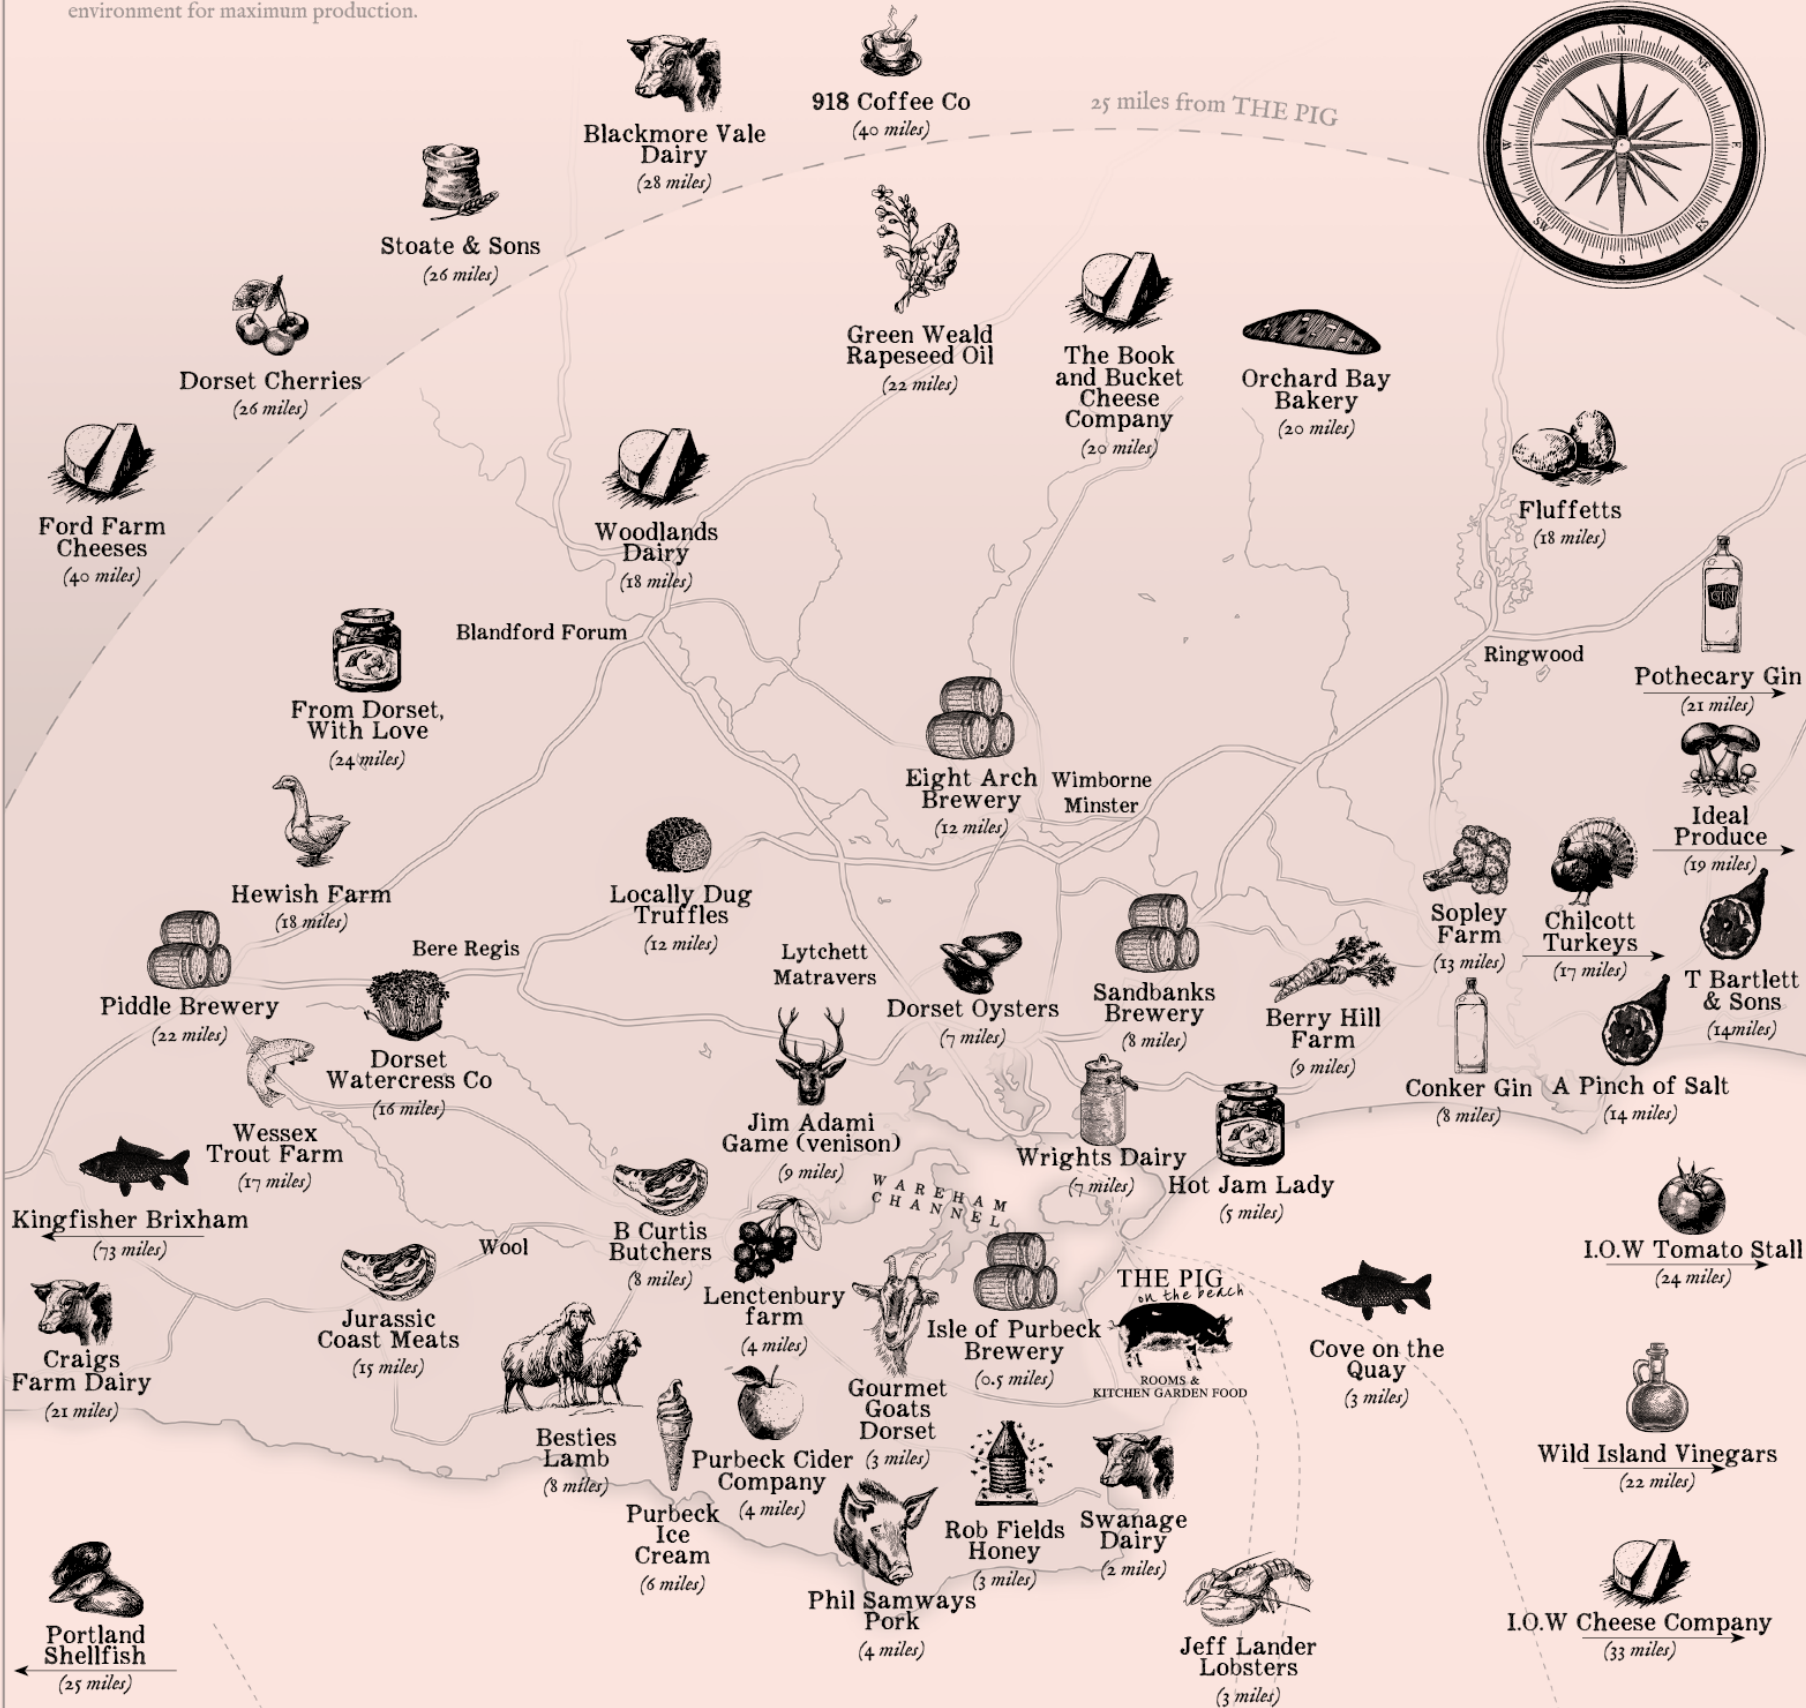 environment for maximum production.
918 Coffee Co
(40 miles)
Blackmore Vale
Dairy
(28 miles)
25 miles from THE PIG
N
NE
E
ES
S
SW
W
NW
Stoate & Sons
(26 miles)
Dorset Cherries
(26 miles)
Green Weald
Rapeseed Oil
(22 miles)
The Book
and Bucket
Cheese
Company
(20 miles)
Orchard Bay
Bakery
(20 miles)
Ford Farm
Cheeses
(40 miles)
Woodlands
Dairy
(18 miles)
Fluffetts
(18 miles)
Blandford Forum
Ringwood
GIN
Pothecary Gin
(21 miles)
From Dorset,
With Love
(24 miles)
Eight Arch
Brewery
(12 miles)
Wimborne
Minster
Ideal
Produce
(19 miles)
Hewish Farm
(18 miles)
Locally Dug
Truffles
(12 miles)
Sopley
Farm
(13 miles)
Chilcott
Turkeys
(17 miles)
T Bartlett
& Sons
(14miles)
Bere Regis
Lytchett
Matravers
Piddle Brewery
(22 miles)
Dorset Oysters
(7 miles)
Sandbanks
Brewery
(8 miles)
Berry Hill
Farm
(9 miles)
Dorset
Watercress Co
(16 miles)
Conker Gin
(8 miles)
A Pinch of Salt
(14 miles)
Jim Adami
Game (venison)
(9 miles)
Wessex
Trout Farm
(17 miles)
Wrights Dairy
(7 miles)
Hot Jam Lady
(5 miles)
WAREHAM
CHANNEL
Kingfisher Brixham
(73 miles)
Wool
B Curtis
Butchers
(8 miles)
I.O.W Tomato Stall
(24 miles)
Lenctenbury
farm
(4 miles)
THE PIG
on the beach
ROOMS &
KITCHEN GARDEN FOOD
Isle of Purbeck
Brewery
(0.5 miles)
Jurassic
Coast Meats
(15 miles)
Cove on the
Quay
(3 miles)
Craigs
Farm Dairy
(21 miles)
Gourmet
Goats
Dorset
(3 miles)
Besties
Lamb
(8 miles)
Purbeck Cider
Company
(4 miles)
Wild Island Vinegars
(22 miles)
Purbeck
Ice
Cream
(6 miles)
Rob Fields
Honey
(3 miles)
Swanage
Dairy
(2 miles)
Phil Samways
Pork
(4 miles)
Portland
Shellfish
(25 miles)
Jeff Lander
Lobsters
(3 miles)
I.O.W Cheese Company
(33 miles)